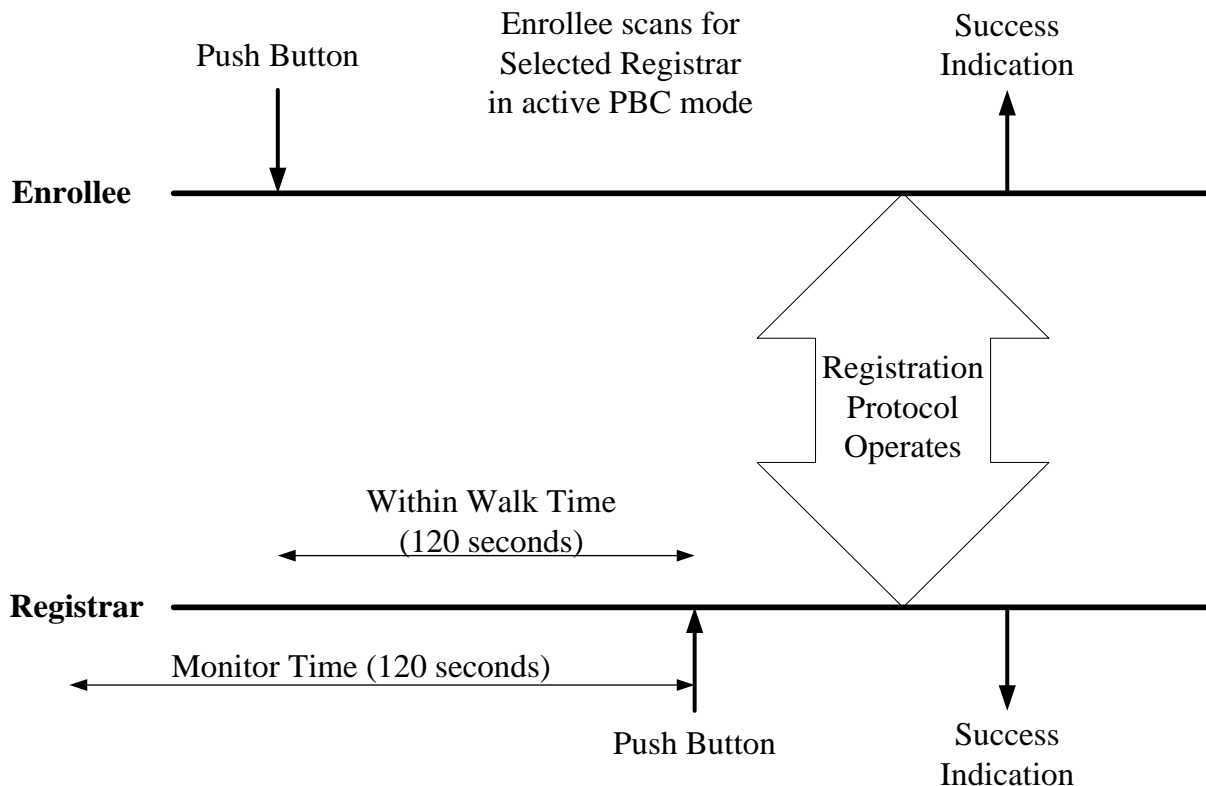 Push Button
Enrollee scans for
Selected Registrar
in active PBC mode
Success
Indication
Enrollee
Registration
Protocol
Operates
Within Walk Time
(120 seconds)
Registrar
Monitor Time (120 seconds)
Push Button
Success
Indication